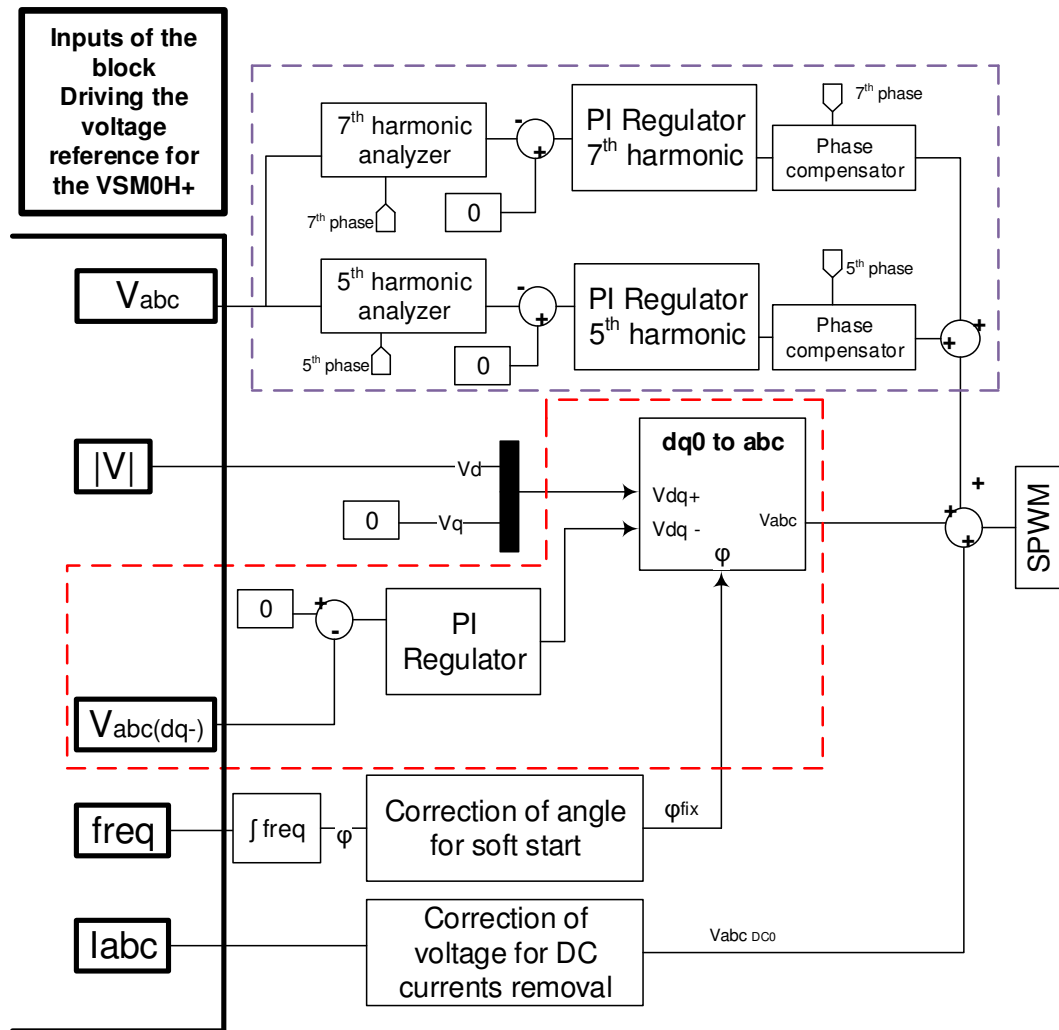 Inputs of the
block
Driving the
voltage
reference for
the VSM0H+
7th harmonic
analyzer
7th phase
-
+
0
PI Regulator
7th harmonic
7th phase
Phase
compensator
Vabc
5th harmonic
analyzer
5th phase
-
+
0
PI Regulator
5th harmonic
5th phase
Phase
compensator
+
+
|V|
Vd
0
Vq
dq0 to abc
Vdq+
Vdq -
Vabc
φ
+
+
+
SPWM
0
+
-
PI
Regulator
Vabc(dq-)
freq
∫ freq
φ
Correction of angle
for soft start
φfix
Iabc
Correction of
voltage for DC
currents removal
Vabc DC0